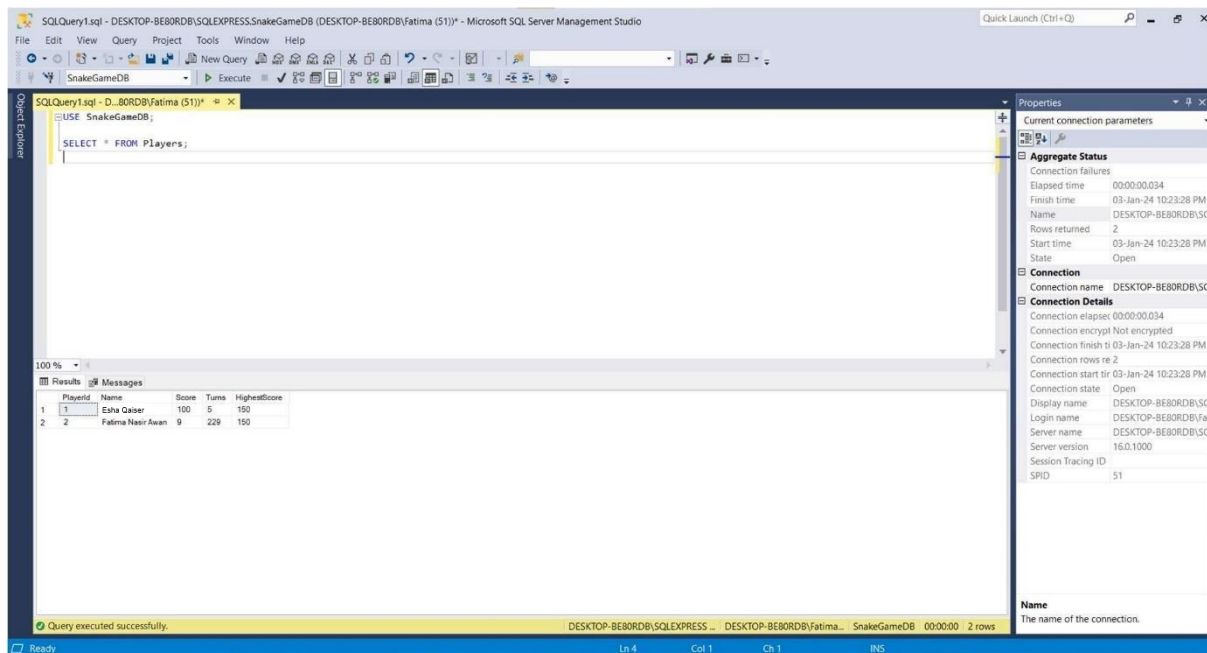 SQLQuery1.sql - DESKTOP-BE80RDB\SQLEXPRESS.SnakeGameDB (DESKTOP-BE80RDB\Fatima (51))* - Microsoft SQL Server Management Studio
Quick Launch (Ctrl+Q)
File Edit View Query Project Tools Window Help
New Query
SnakeGameDB
Execute
Object Explorer
SQLQuery1.sql - D...80RDB\Fatima (51))*
USE SnakeGameDB;
SELECT * FROM Players;
100 %
Results Messages
PlayerId Name Score Turns HighestScore
1 1 Esha Qaiser 100 5 150
2 2 Fatima Nasir Awan 9 229 150
Query executed successfully.
DESKTOP-BE80RDB\SQLEXPRESS ... DESKTOP-BE80RDB\Fatima... SnakeGameDB 00:00:00 2 rows
Properties
Current connection parameters
Aggregate Status
Connection failures
Elapsed time 00:00:00.034
Finish time 03-Jan-24 10:23:28 PM
Name DESKTOP-BE80RDB\SQ
Rows returned 2
Start time 03-Jan-24 10:23:28 PM
State Open
Connection
Connection name DESKTOP-BE80RDB\SQ
Connection Details
Connection elapsec 00:00:00.034
Connection encrypt Not encrypted
Connection finish ti 03-Jan-24 10:23:28 PM
Connection rows re 2
Connection start tir 03-Jan-24 10:23:28 PM
Connection state Open
Display name DESKTOP-BE80RDB\SQ
Login name DESKTOP-BE80RDB\Fa
Server name DESKTOP-BE80RDB\SQ
Server version 16.0.1000
Session Tracing ID
SPID 51
Name
The name of the connection.
Ready Ln 4 Col 1 Ch 1 INS